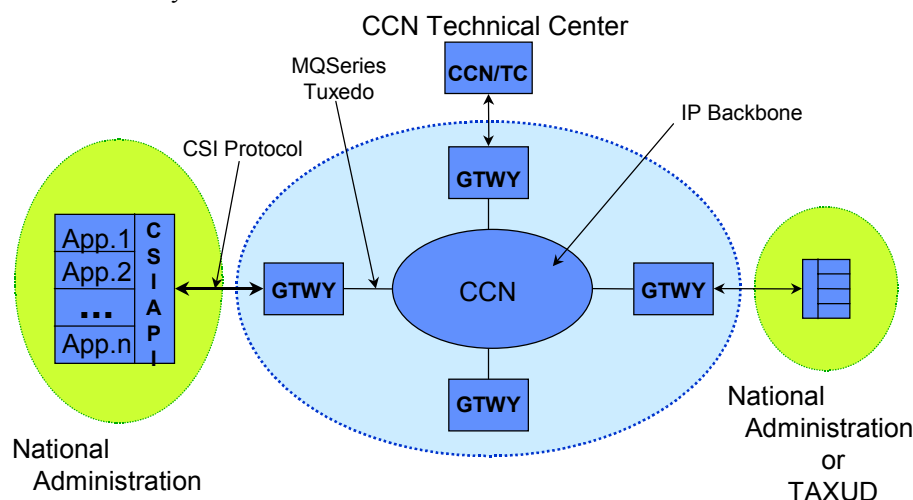 CCN Technical Center
CCN/TC
MQSeries
Tuxedo
IP Backbone
CSI Protocol
GTWY
App.1
App.2
...
App.n
C
S
I
A
P
I
GTWY
CCN
GTWY
GTWY
National
Administration
National
Administration
or
TAXUD